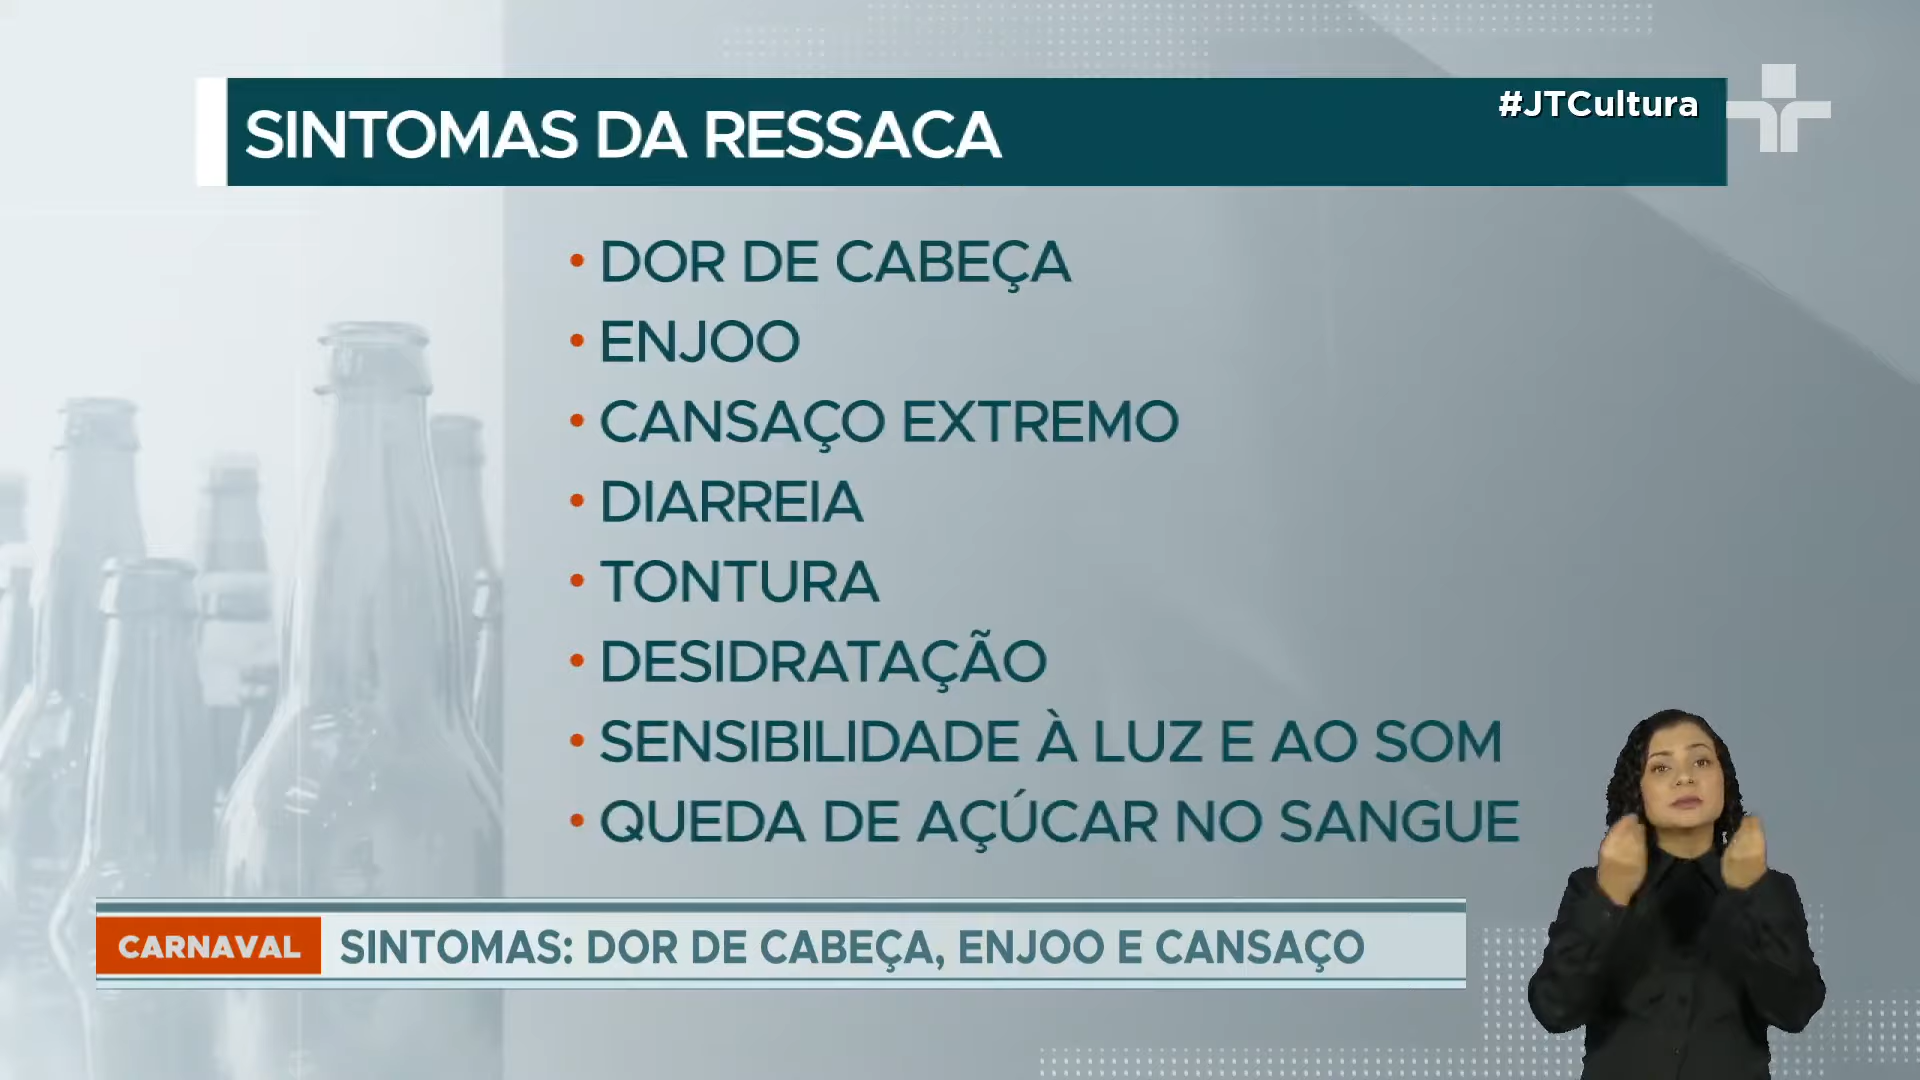 #JTCultura
SINTOMAS DA RESSACA
• DOR DE CABEÇA
• ENJOO
• CANSAÇO EXTREMO
• DIARREIA
• TONTURA
• DESIDRATAÇÃO
• SENSIBILIDADE À LUZ E AO SOM
• QUEDA DE AÇÚCAR NO SANGUE
CARNAVAL SINTOMAS: DOR DE CABEÇA, ENJOO E CANSAÇO